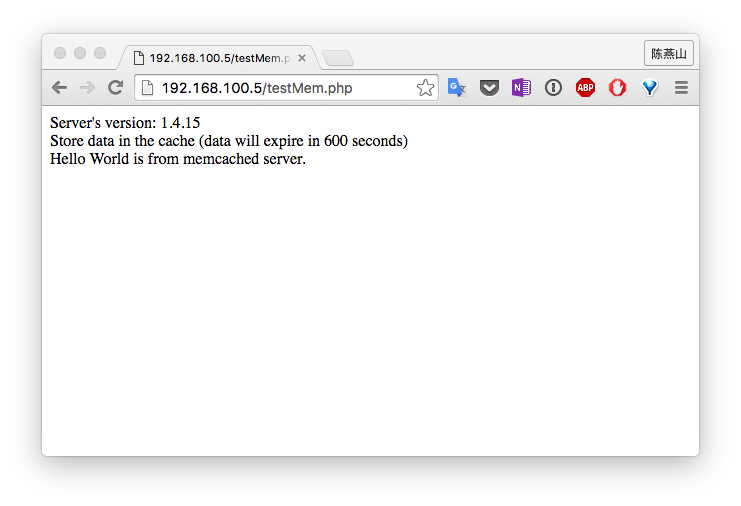 192.168.100.5/testMem.p
陈燕山
192.168.100.5/testMem.php
ABP
Server's version: 1.4.15
Store data in the cache (data will expire in 600 seconds)
Hello World is from memcached server.